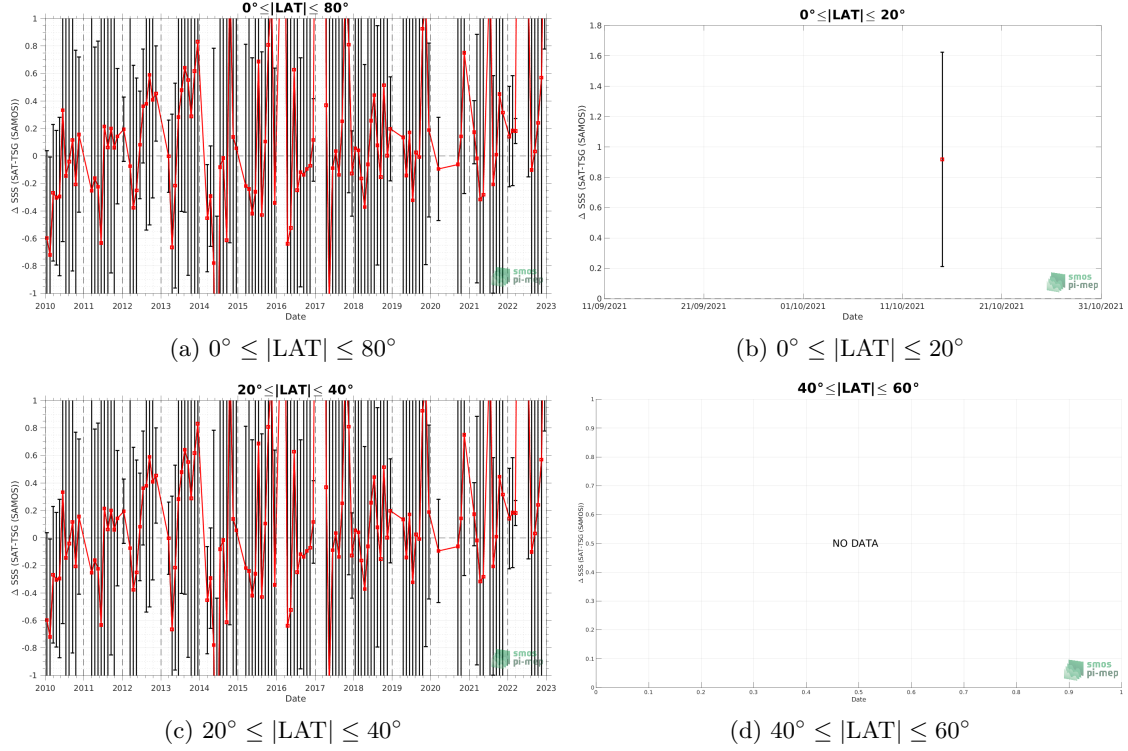 0°≤|LAT|≤ 80°
Δ SSS (SAT-TSG (SAMOS))
1
0.8
0.6
0.4
0.2
0
-0.2
-0.4
-0.6
-0.8
-1
2010 2011 2012 2013 2014 2015 2016 2017 2018 2019 2020 2021 2022 2023
Date
smos
pi-mep
(a) 0° ≤ |LAT| ≤ 80°
0°≤|LAT|≤ 20°
Δ SSS (SAT-TSG (SAMOS))
1.8
1.6
1.4
1.2
1
0.8
0.6
0.4
0.2
0
11/09/2021 21/09/2021 01/10/2021 11/10/2021 21/10/2021 31/10/2021
Date
smos
pi-mep
(b) 0° ≤ |LAT| ≤ 20°
20°≤|LAT|≤ 40°
Δ SSS (SAT-TSG (SAMOS))
1
0.8
0.6
0.4
0.2
0
-0.2
-0.4
-0.6
-0.8
-1
2010 2011 2012 2013 2014 2015 2016 2017 2018 2019 2020 2021 2022 2023
Date
smos
pi-mep
(c) 20° ≤ |LAT| ≤ 40°
40°≤|LAT|≤ 60°
Δ SSS (SAT-TSG (SAMOS))
1
0.9
0.8
0.7
0.6
0.5
0.4
0.3
0.2
0.1
0
NO DATA
0 0.1 0.2 0.3 0.4 0.5 0.6 0.7 0.8 0.9 1
Date
smos
pi-mep
(d) 40° ≤ |LAT| ≤ 60°